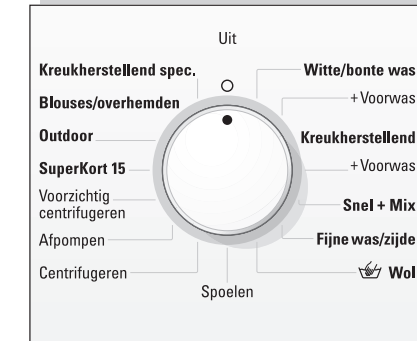 Uit
Kreukherstellend spec.
Blouses/overhemden
Outdoor
SuperKort 15
Voorzichtig
centrifugeren
Afpompen
Centrifugeren
Spoelen
Witte/bonte was
+Voorwas
Kreukherstellend
+Voorwas
Snel + Mix
Fijne was/zijde
Wol